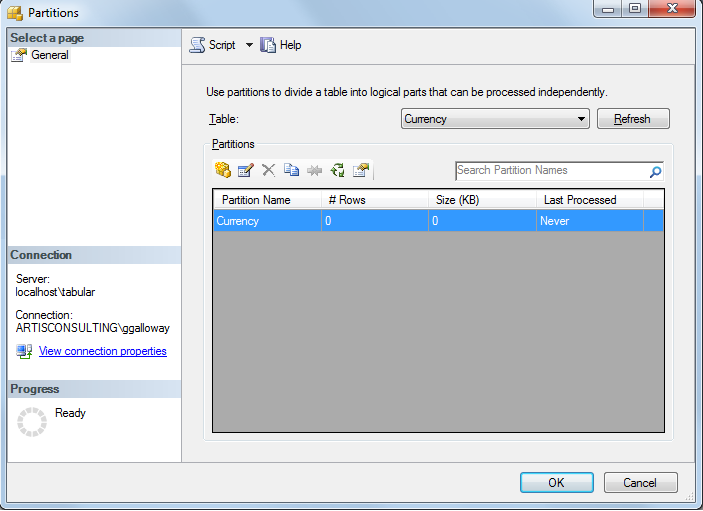 Partitions
Select a page
General
Script Help
Use partitions to divide a table into logical parts that can be processed independently.
Table: Currency Refresh
Partitions
Search Partition Names
Partition Name # Rows Size (KB) Last Processed
Currency 0 0 Never
Connection
Server:
localhost\tabular
Connection:
ARTISCONSULTING\ggalloway
View connection properties
Progress
Ready
OK Cancel